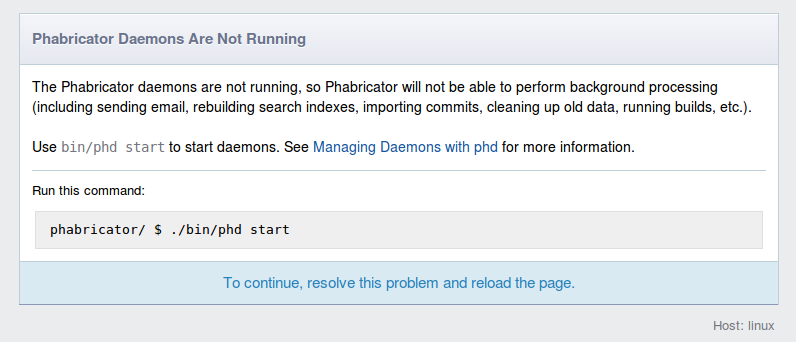 Phabricator Daemons Are Not Running
The Phabricator daemons are not running, so Phabricator will not be able to perform background processing
(including sending email, rebuilding search indexes, importing commits, cleaning up old data, running builds, etc.).
Use bin/phd start to start daemons. See Managing Daemons with phd for more information.
Run this command:
phabricator/ $ ./bin/phd start
To continue, resolve this problem and reload the page.
Host: linux